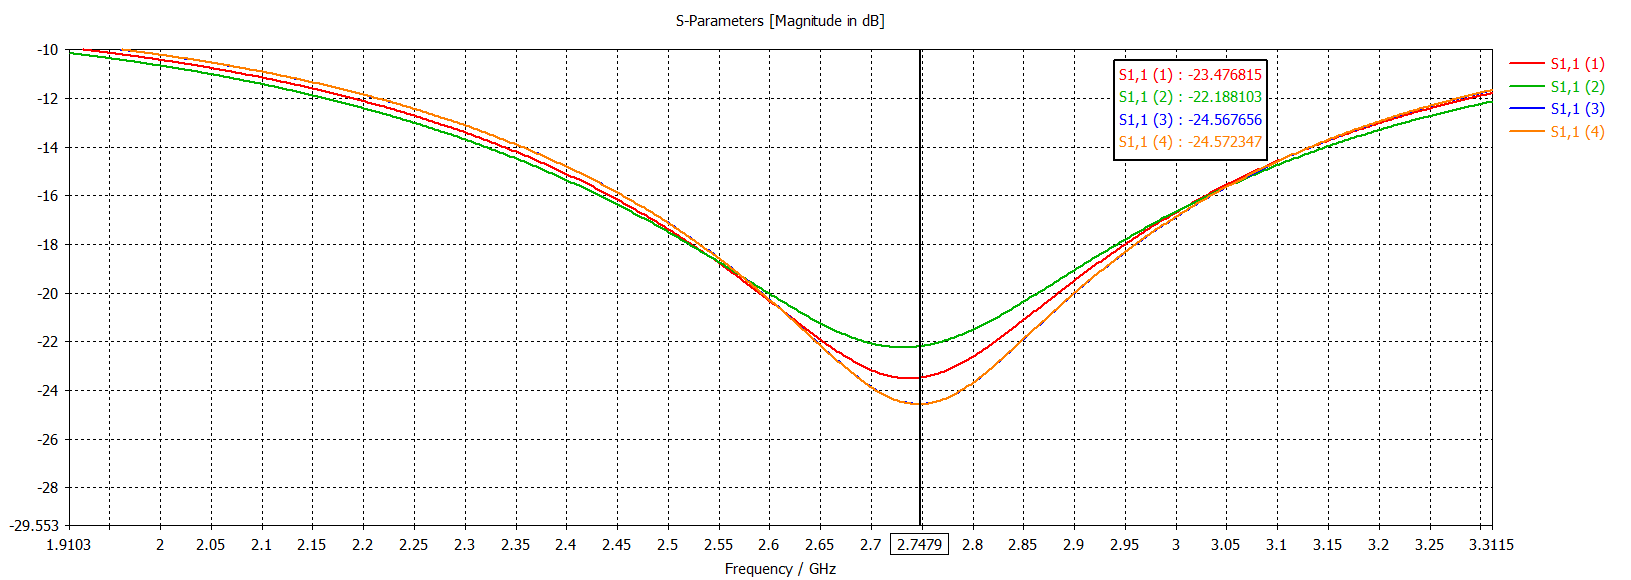 S-Parameters [Magnitude in dB]
-10
-12
-14
-16
-18
-20
-22
-24
-26
-28
-29.553
S1,1 (1) : -23.476815
S1,1 (2) : -22.188103
S1,1 (3) : -24.567656
S1,1 (4) : -24.572347
S1,1 (1)
S1,1 (2)
S1,1 (3)
S1,1 (4)
1.9103 2 2.05 2.1 2.15 2.2 2.25 2.3 2.35 2.4 2.45 2.5 2.55 2.6 2.65 2.7 2.7479 2.8 2.85 2.9 2.95 3 3.05 3.1 3.15 3.2 3.25 3.3115
Frequency / GHz